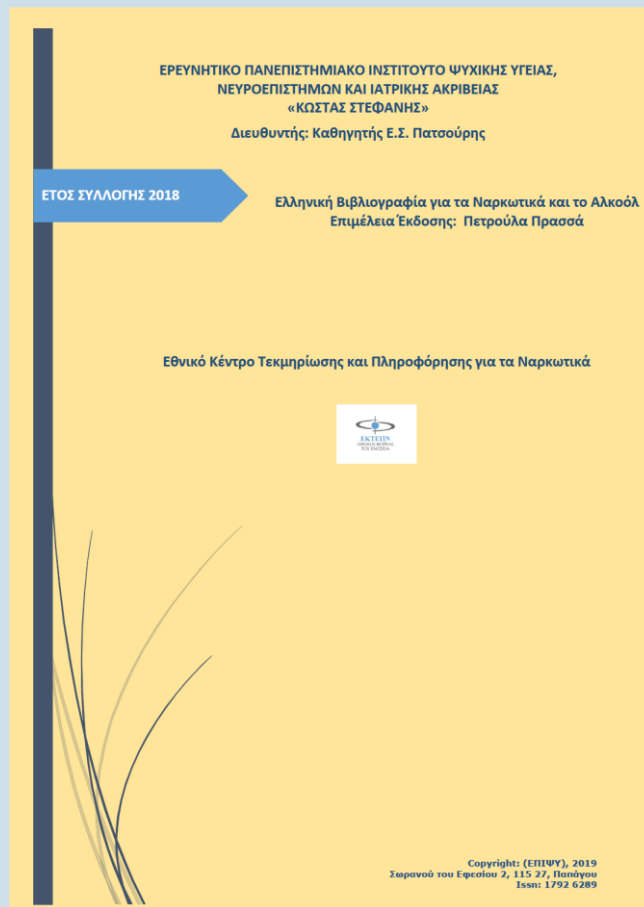 ΕΡΕΥΝΗΤΙΚΟ ΠΑΝΕΠΙΣΤΗΜΙΑΚΟ ΙΝΣΤΙΤΟΥΤΟ ΨΥΧΙΚΗΣ ΥΓΕΙΑΣ,
ΝΕΥΡΟΕΠΙΣΤΗΜΩΝ ΚΑΙ ΙΑΤΡΙΚΗΣ ΑΚΡΙΒΕΙΑΣ
«ΚΩΣΤΑΣ ΣΤΕΦΑΝΗΣ»
Διευθυντής: Καθηγητής Ε.Σ. Πατσούρης
ΕΤΟΣ ΣΥΛΛΟΓΗΣ 2018
Ελληνική Βιβλιογραφία για τα Ναρκωτικά και το Αλκοόλ
Επιμέλεια Έκδοσης: Πετρούλα Πρασσά
Εθνικό Κέντρο Τεκμηρίωσης και Πληροφόρησης για τα Ναρκωτικά
ΕΚΤΕΠΝ
Copyright: (ΕΠΙΨΥ), 2019
Σωρανού του Εφεσίου 2, 115 27, Παπάγου
Issn: 1792 6289